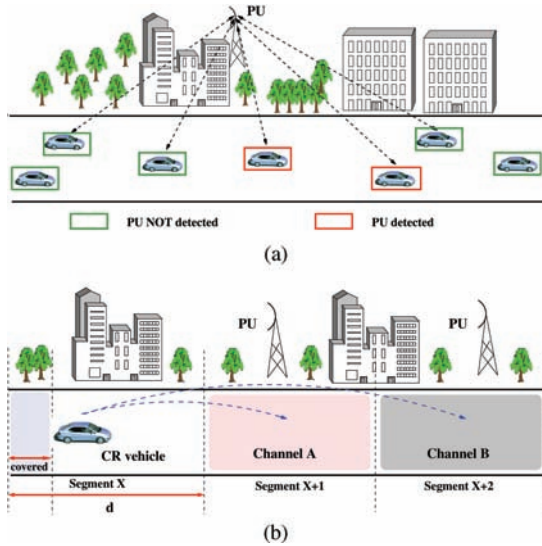 PU
PU NOT detected
PU detected
(a)
PU
PU
covered
CR vehicle
Channel A
Channel B
Segment X
Segment X+1
Segment X+2
d
(b)